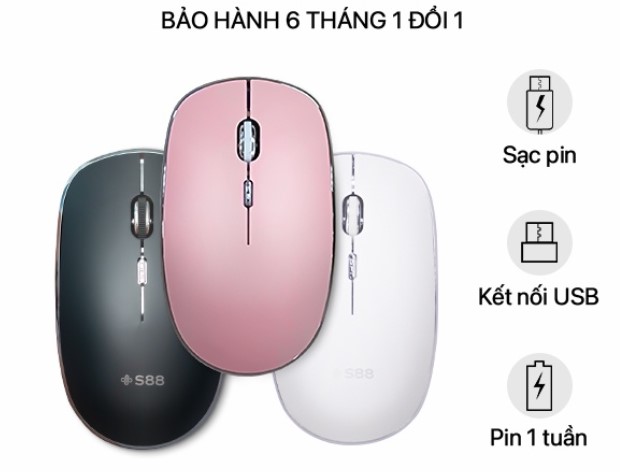 BẢO HÀNH 6 THÁNG 1 ĐỔI 1
Sạc pin
Kết nối USB
S88
S88
Pin 1 tuần